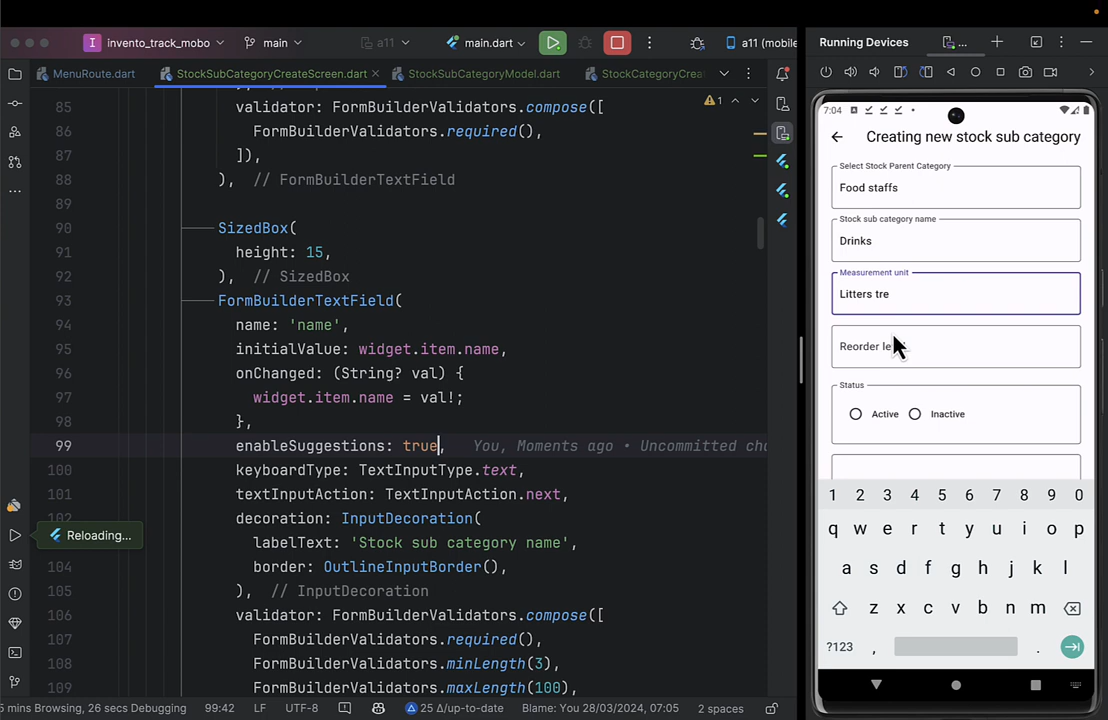 I invento_track_mobo
main
a11
main.dart
a11 (mobile
Running Devices
...
MenuRoute.dart
StockSubCategoryCreateScreen.dart
StockSubCategoryModel.dart
StockCategoryCrea
85
validator: FormBuilderValidators.compose([
1
86 FormBuilderValidators.required(),
87 ]),
88 ), // FormBuilderTextField
89
90 SizedBox(
91 height: 15,
92 ), // SizedBox
93 FormBuilderTextField(
94 name: 'name',
95 initialValue: widget.item.name,
96 onChanged: (String? val) {
97 widget.item.name = val!;
98 },
99 enableSuggestions: true, You, Moments ago • Uncommitted cha
100 keyboardType: TextInputType.text,
101 textInputAction: TextInputAction.next,
102 decoration: InputDecoration(
labelText: 'Stock sub category name',
104 border: OutlineInputBorder(),
105 ), // InputDecoration
106 validator: FormBuilderValidators.compose([
107 FormBuilderValidators.required(),
108 FormBuilderValidators.minLength(3),
109 FormBuilderValidators.maxLength(100),
Reloading...
5 mins Browsing, 26 secs Debugging
99:42
LF
UTF-8
25 Δ/up-to-date
Blame: You 28/03/2024, 07:05
2 spaces
7:04
Creating new stock sub category
Select Stock Parent Category
Food staffs
Stock sub category name
Drinks
Measurement unit
Litters tre
Reorder le
Status
Active
Inactive
1 2 3 4 5 6 7 8 9 0
q w e r t y u i o p
a s d f g h j k l
z x c v b n m
?123 , .